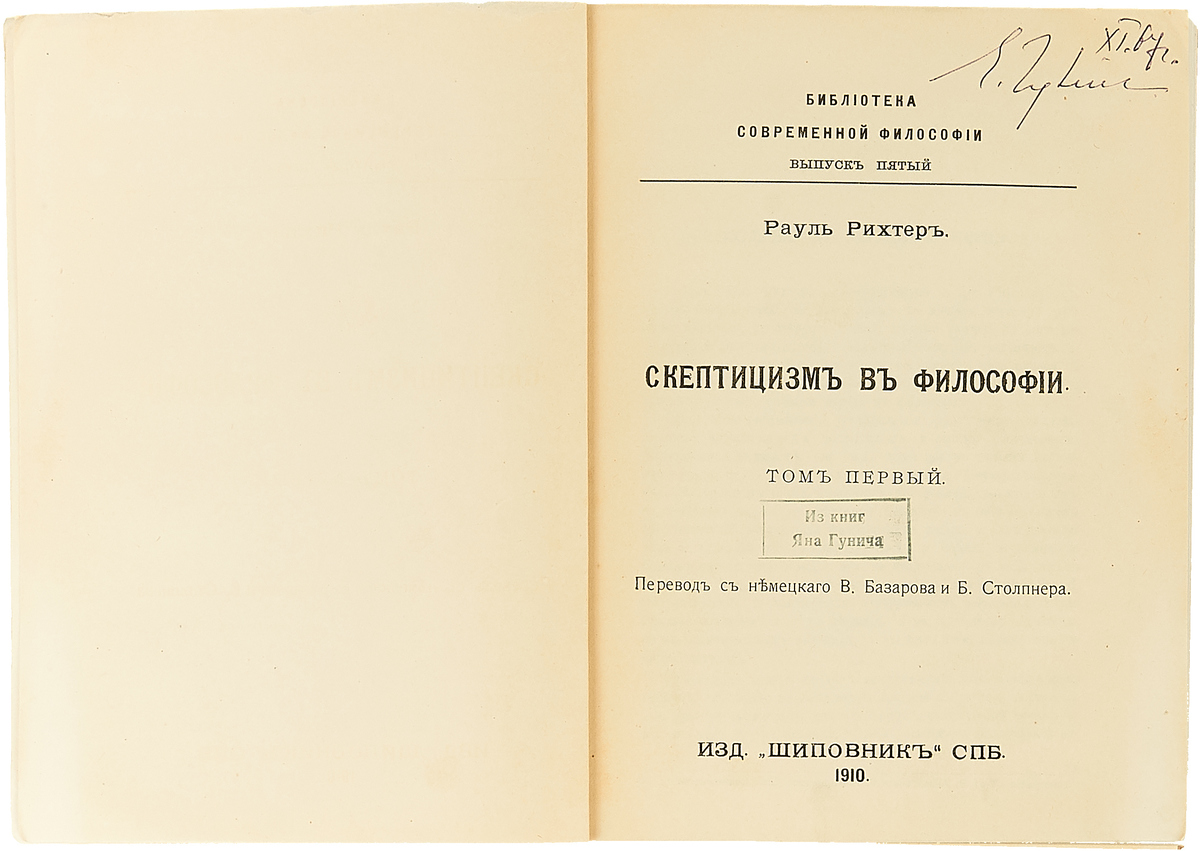 XI.67г.
БИБЛІОТЕКА
СОВРЕМЕННОЙ ФИЛОСОФІИ
ВЫПУСКЪ ПЯТЫЙ
Рауль Рихтеръ.
СКЕПТИЦИЗМЪ ВЪ ФИЛОСОФІИ.
ТОМЪ ПЕРВЫЙ.
Из книг
Яна Гунича
Переводъ съ нѣмецкаго В. Базарова и Б. Столпнера.
ИЗД. „ШИПОВНИКЪ“ СПБ.
1910.